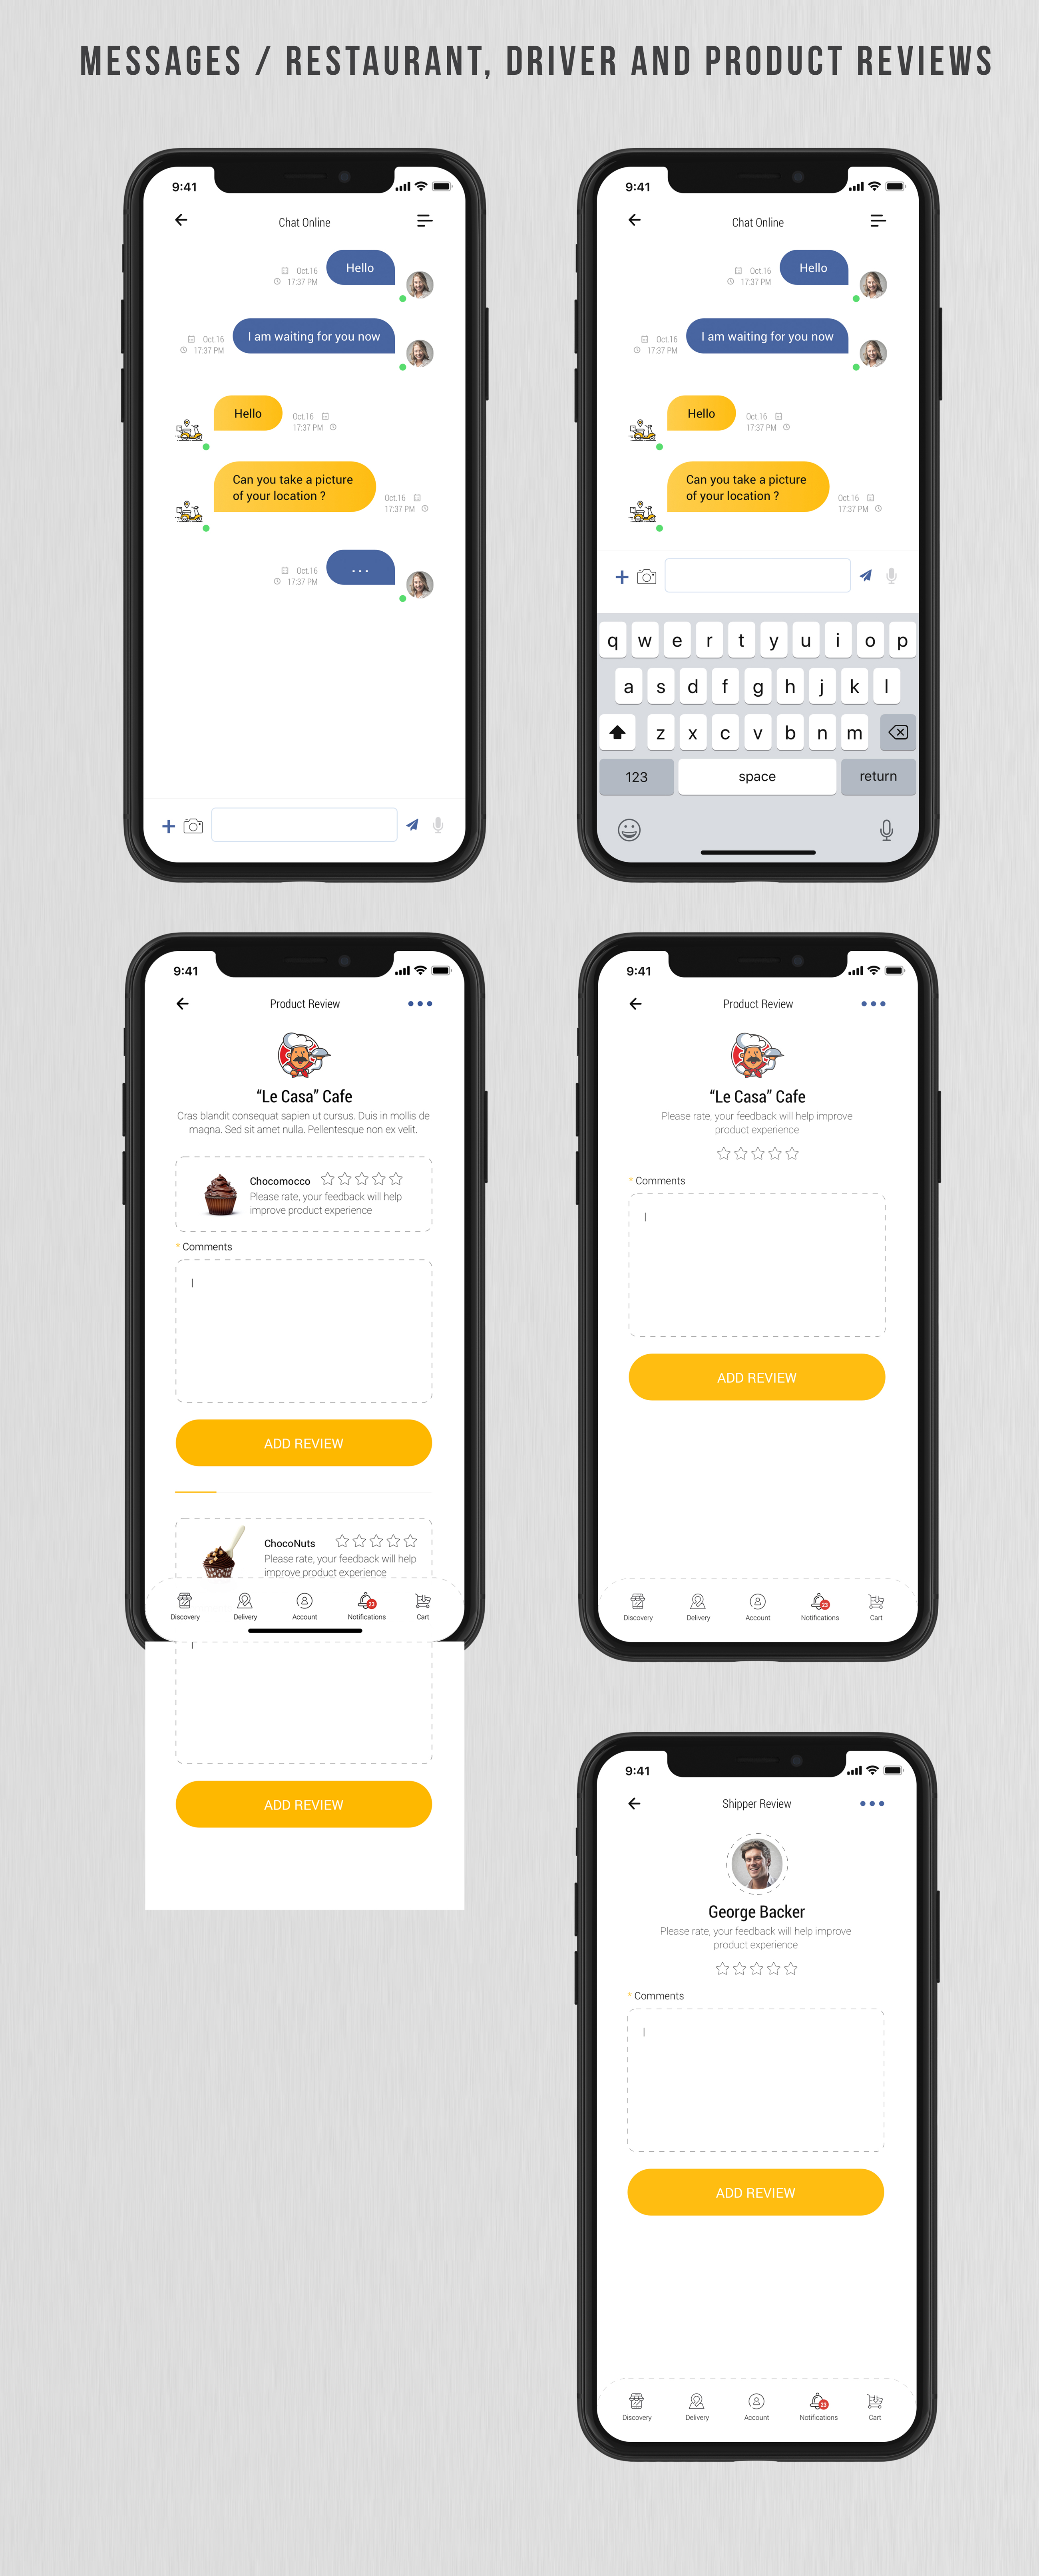 MESSAGES / RESTAURANT, DRIVER AND PRODUCT REVIEWS
9:41
Chat Online
Oct.16
17:37 PM
Hello
Oct.16
17:37 PM
I am waiting for you now
Hello
Oct.16
17:37 PM
Can you take a picture
of your location ?
Oct.16
17:37 PM
Oct.16
17:37 PM
...
9:41
Chat Online
Oct.16
17:37 PM
Hello
Oct.16
17:37 PM
I am waiting for you now
Hello
Oct.16
17:37 PM
Can you take a picture
of your location ?
Oct.16
17:37 PM
q w e r t y u i o p
a s d f g h j k l
z x c v b n m
123 space return
9:41
Product Review
“Le Casa” Cafe
Cras blandit consequat sapien ut cursus. Duis in mollis de
magna. Sed sit amet nulla. Pellentesque non ex velit.
Chocomocco
Please rate, your feedback will help
improve product experience
* Comments
ADD REVIEW
ChocoNuts
Please rate, your feedback will help
improve product experience
Discovery Delivery Account Notifications Cart
23
ADD REVIEW
9:41
Product Review
“Le Casa” Cafe
Please rate, your feedback will help improve
product experience
* Comments
ADD REVIEW
23
Discovery Delivery Account Notifications Cart
9:41
Shipper Review
George Backer
Please rate, your feedback will help improve
product experience
* Comments
ADD REVIEW
23
Discovery Delivery Account Notifications Cart